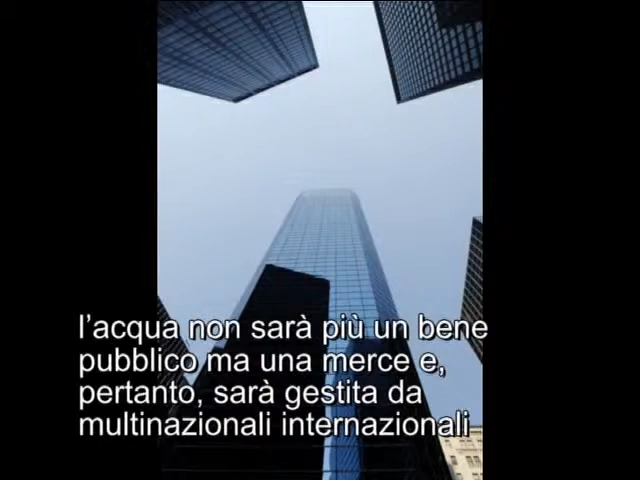 l'acqua non sarà più un bene
pubblico ma una merce e,
pertanto, sarà gestita da
multinazionali internazionali